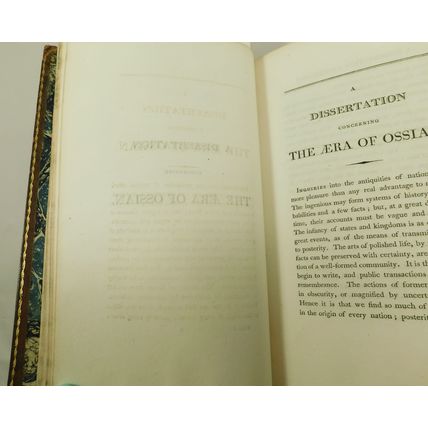 A
DISSERTATION
CONCERNING
THE ÆRA OF OSSIA
INQUIRIES into the antiquities of nation
more pleasure than any real advantage to m
The ingenious may form systems of history
babilities and a few facts; but, at a great d
time, their accounts must be vague and
The infancy of states and kingdoms is as
great events, as of the means of transmi
to posterity. The arts of polished life, by
facts can be preserved with certainty, are
tion of a well-formed community. It is th
begin to write, and public transactions
remembrance. The actions of former
in obscurity, or magnified by uncert
Hence it is that we find so much of
in the origin of every nation; posterit